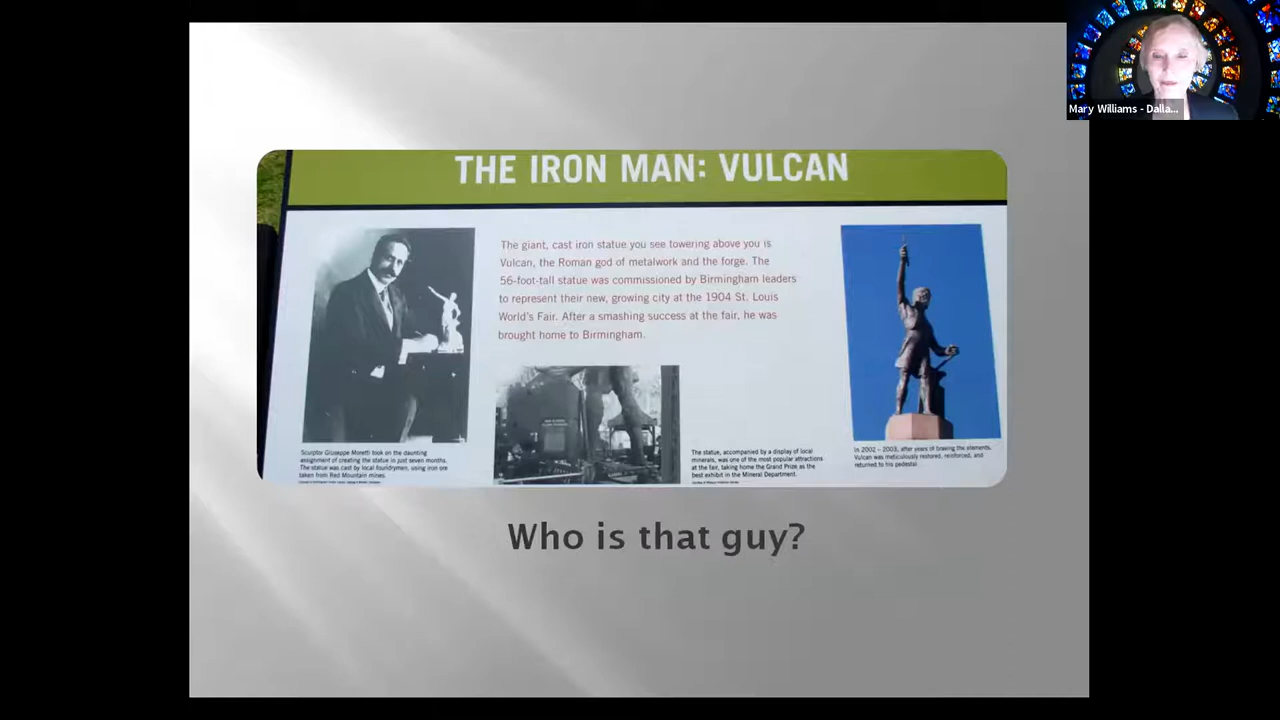 Mary Williams - Dalla...
THE IRON MAN: VULCAN
The giant, cast iron statue you see towering above you is
Vulcan, the Roman god of metalwork and the forge. The
56-foot-tall statue was commissioned by Birmingham leaders
to represent their new, growing city at the 1904 St. Louis
World's Fair. After a smashing success at the fair, he was
brought home to Birmingham.
Sculptor Giuseppe Moretti took on the daunting
assignment of creating the statue in just seven months.
The statue was cast by local foundrymen, using iron ore
taken from Red Mountain mines.
The statue, accompanied by a display of local
minerals, was one of the most popular attractions
at the fair, taking home the Grand Prize as the
best exhibit in the Mineral Department.
In 2002 – 2003, after years of braving the elements,
Vulcan was meticulously restored, reinforced, and
returned to his pedestal.
Who is that guy?